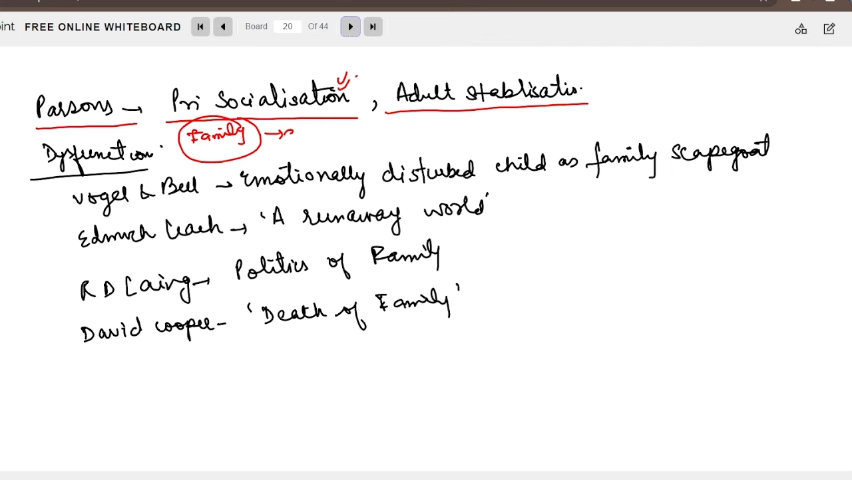 oint FREE ONLINE WHITEBOARD Board 20 Of 44
Parsons → Pri Socialisation, Adult Stablisatio.
Dysfunction. Family →
Vogel & Bell → Emotionally disturbed child as family scapegoat
Edmund Leach → 'A runaway world'
R D Laing → Politics of Family
David cooper - 'Death of Family'